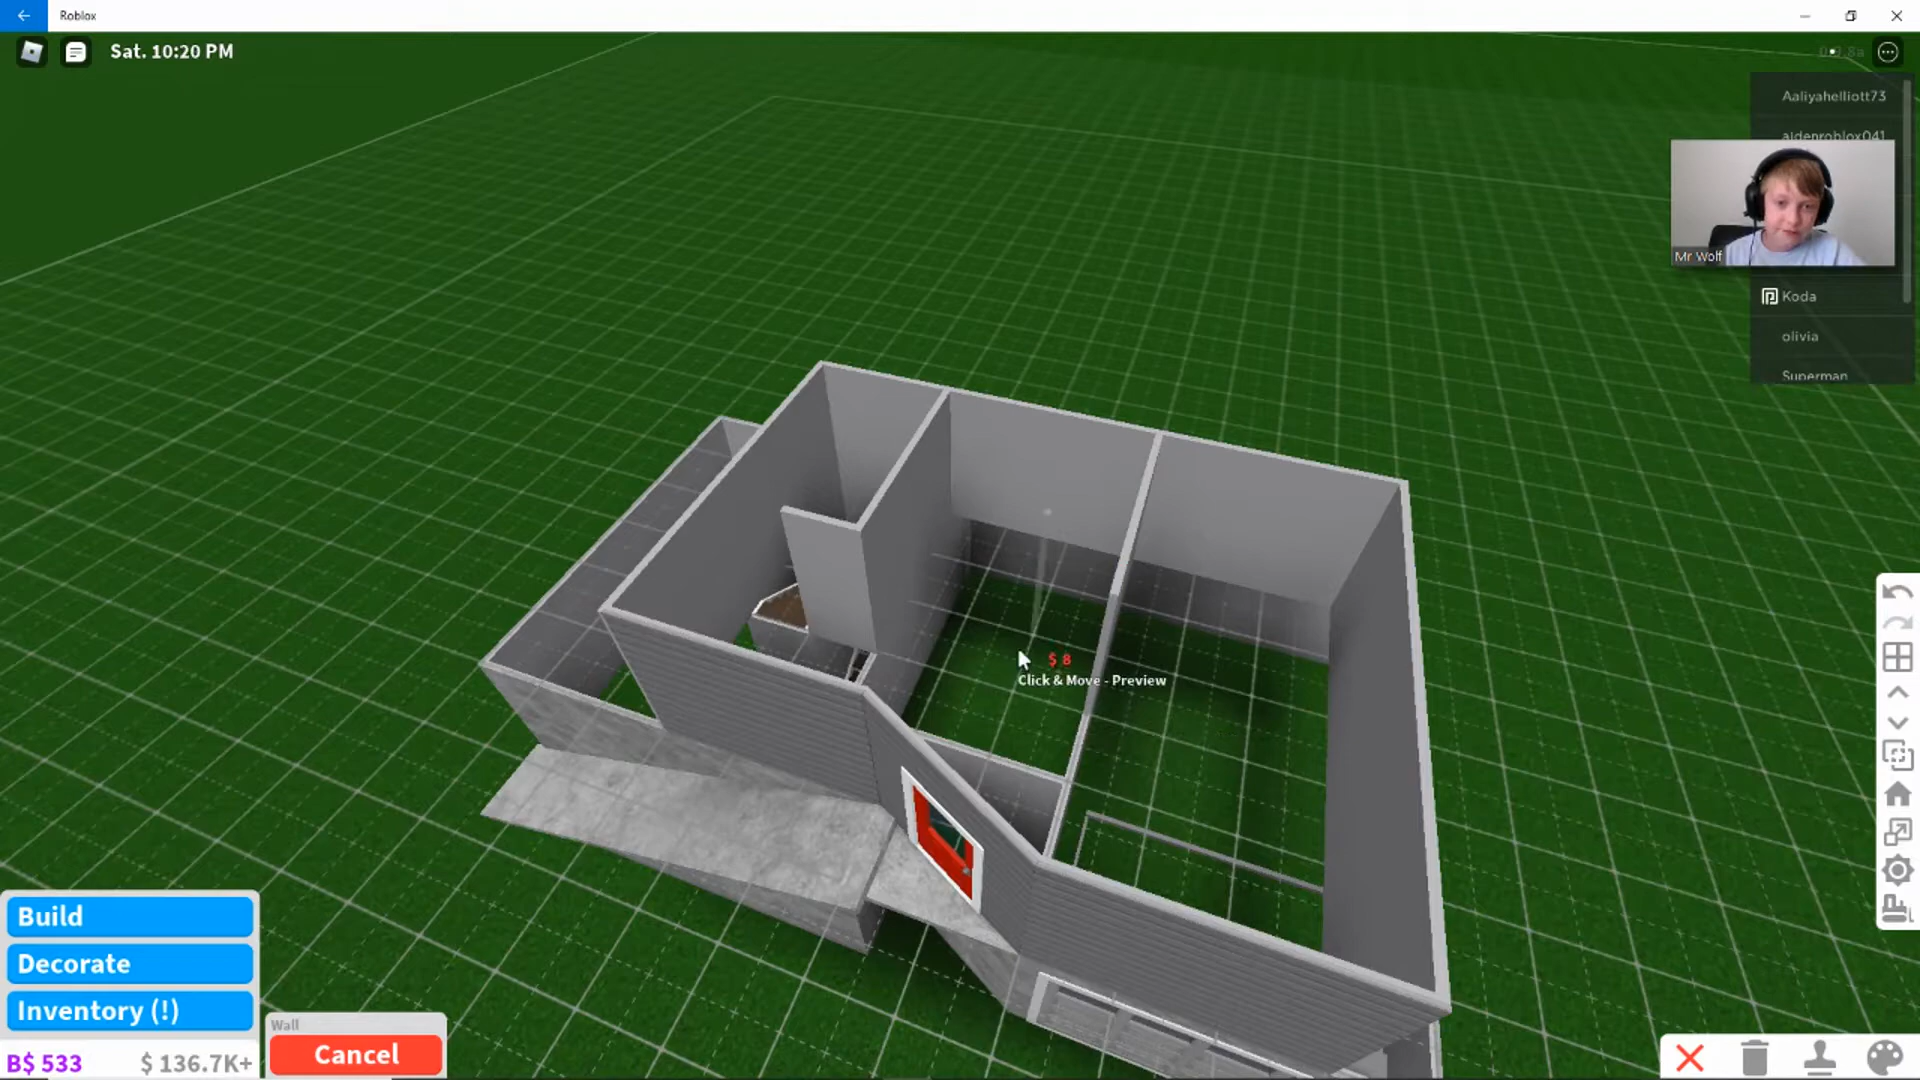 Roblox
Sat. 10:20 PM
Aaliyahelliott73
aldenroblox041
Mr Wolf
Koda
olivia
Superman
$ 8
Click & Move - Preview
Build
Decorate
Inventory (!)
Wall
Cancel
B$ 533
$ 136.7K+